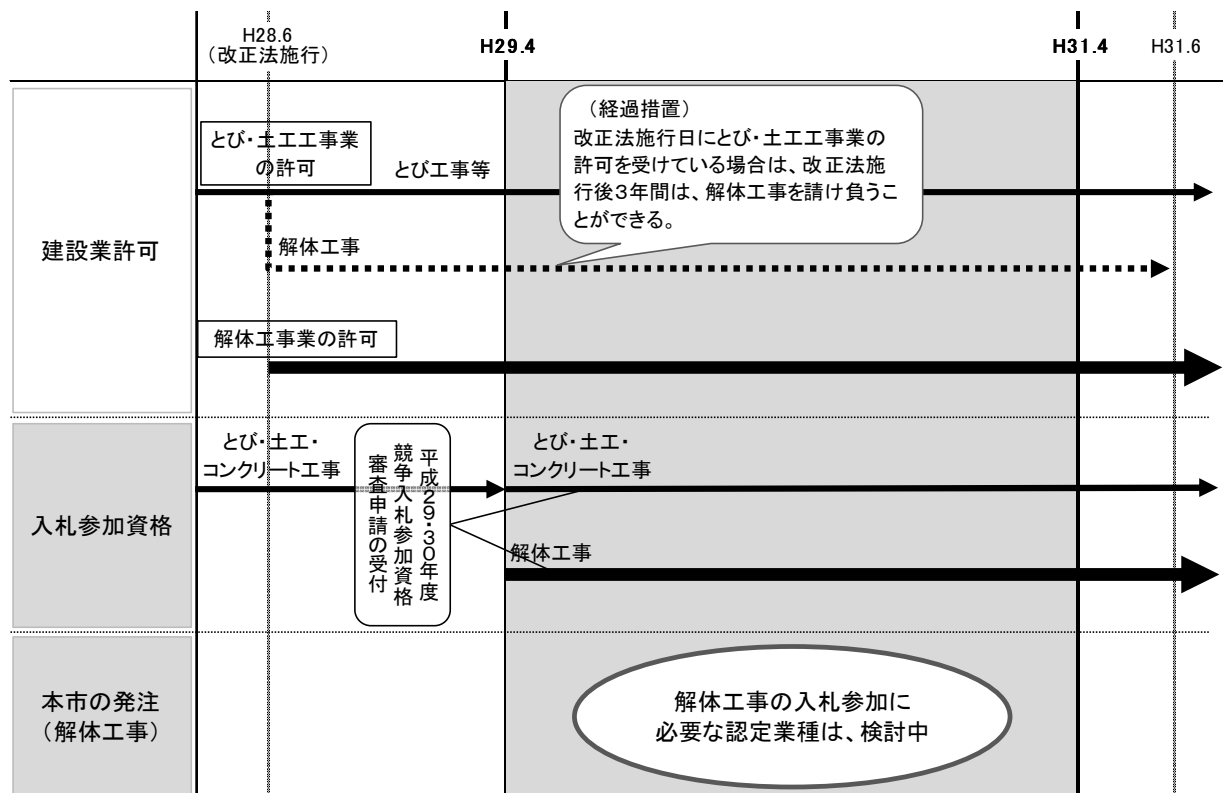 H28.6
(改正法施行)
H29.4
H31.4
H31.6
建設業許可
とび・土工工事業
の許可
とび工事等
(経過措置)
改正法施行日にとび・土工工事業の
許可を受けている場合は、改正法施
行後3年間は、解体工事を請け負うこ
とができる。
解体工事
解体工事業の許可
入札参加資格
とび・土工・
コンクリート工事
平成29・30年度
競争入札参加資格
審査申請の受付
とび・土工・
コンクリート工事
解体工事
本市の発注
(解体工事)
解体工事の入札参加に
必要な認定業種は、検討中